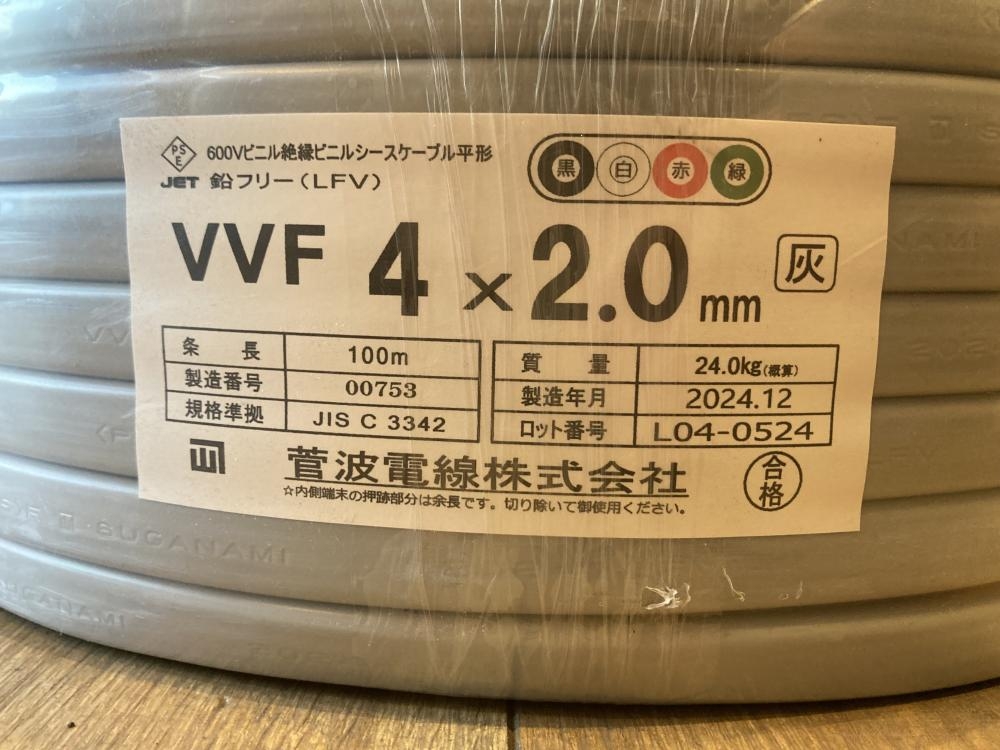 PSE
600Vビニル絶縁ビニルシースケーブル平形
JET 鉛フリー(LFV)
黒 白 赤 緑
VVF 4×2.0mm 灰
条長 100m
製造番号 00753
規格準拠 JIS C 3342
質量 24.0kg(概算)
製造年月 2024.12
ロット番号 L04-0524
菅波電線株式会社
合格
☆内側端末の押跡部分は余長です。切り除いて御使用ください。
SUGANAMI
SUGANAMI